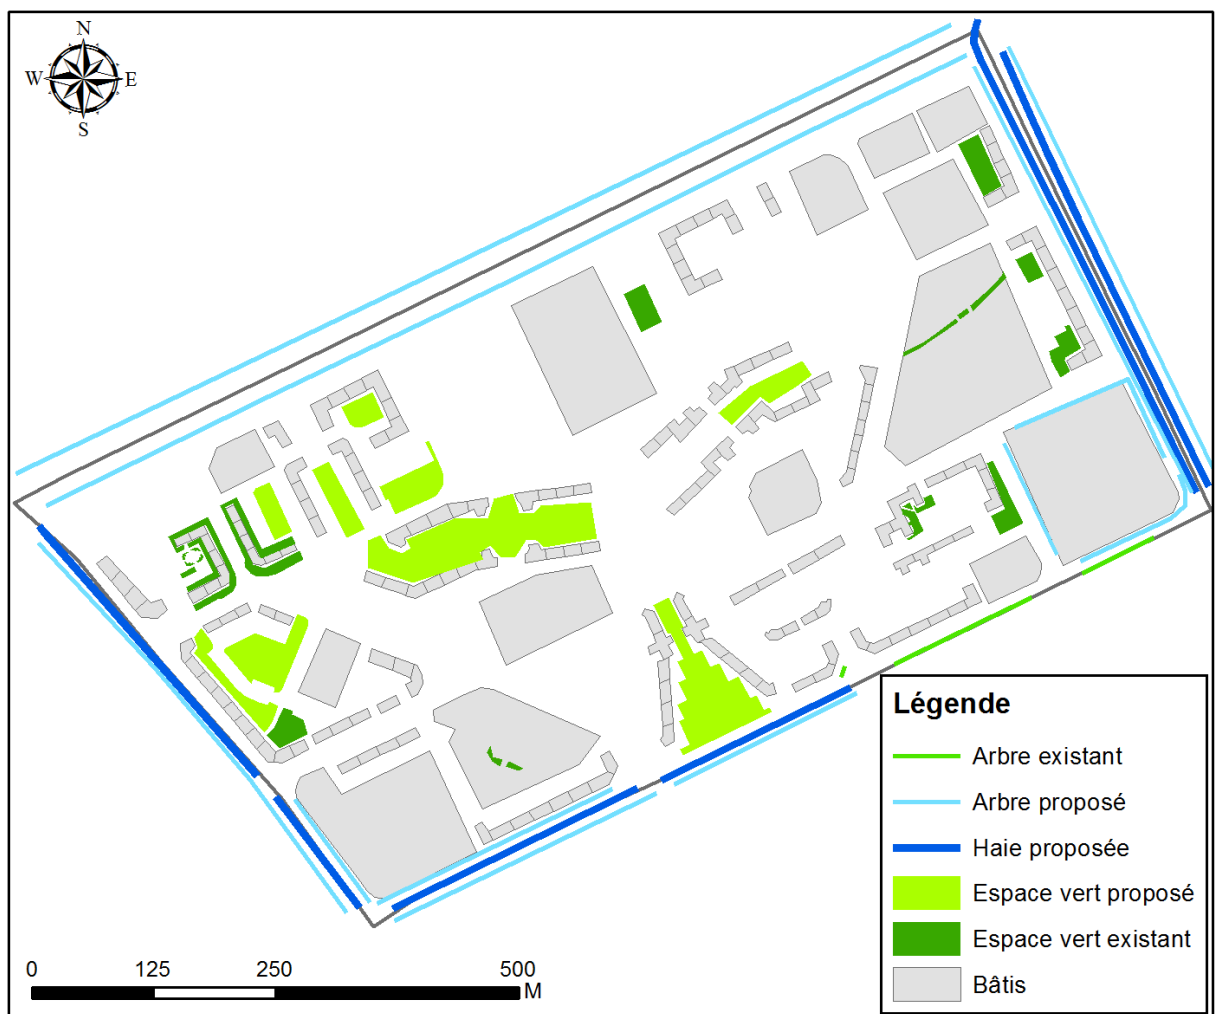 N
W E
S
Légende
Arbre existant
Arbre proposé
Haie proposée
Espace vert proposé
Espace vert existant
Bâtis
0 125 250 500
M